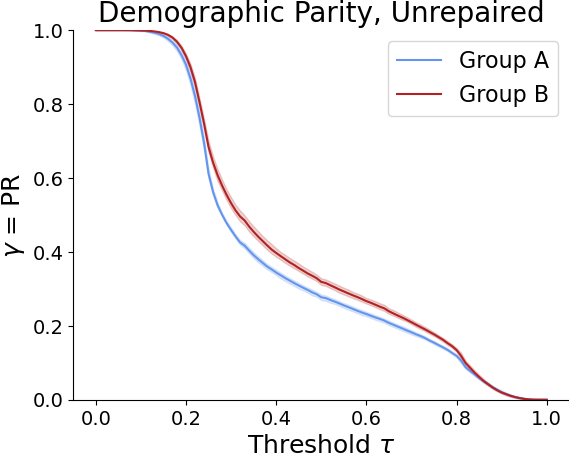 Demographic Parity, Unrepaired
γ = PR
1.0
0.8
0.6
0.4
0.2
0.0
Group A
Group B
0.0 0.2 0.4 0.6 0.8 1.0
Threshold τ